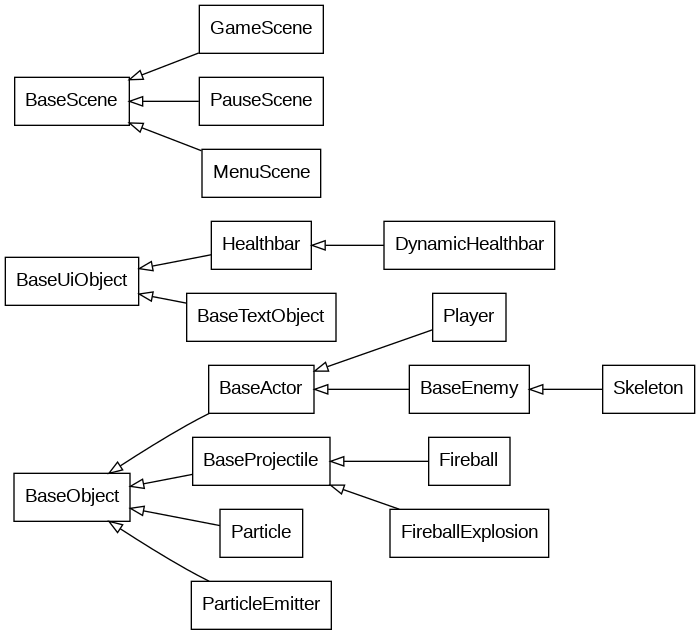 GameScene
BaseScene
PauseScene
MenuScene
Healthbar
DynamicHealthbar
BaseUiObject
BaseTextObject
Player
BaseActor
BaseEnemy
Skeleton
BaseProjectile
Fireball
BaseObject
Particle
FireballExplosion
ParticleEmitter